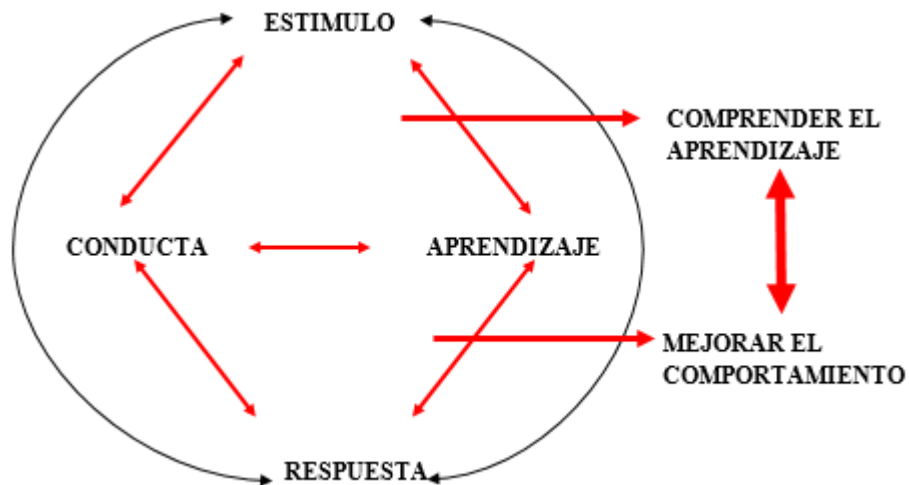 ESTIMULO
COMPRENDER EL
APRENDIZAJE
CONDUCTA
APRENDIZAJE
MEJORAR EL
COMPORTAMIENTO
RESPUESTA